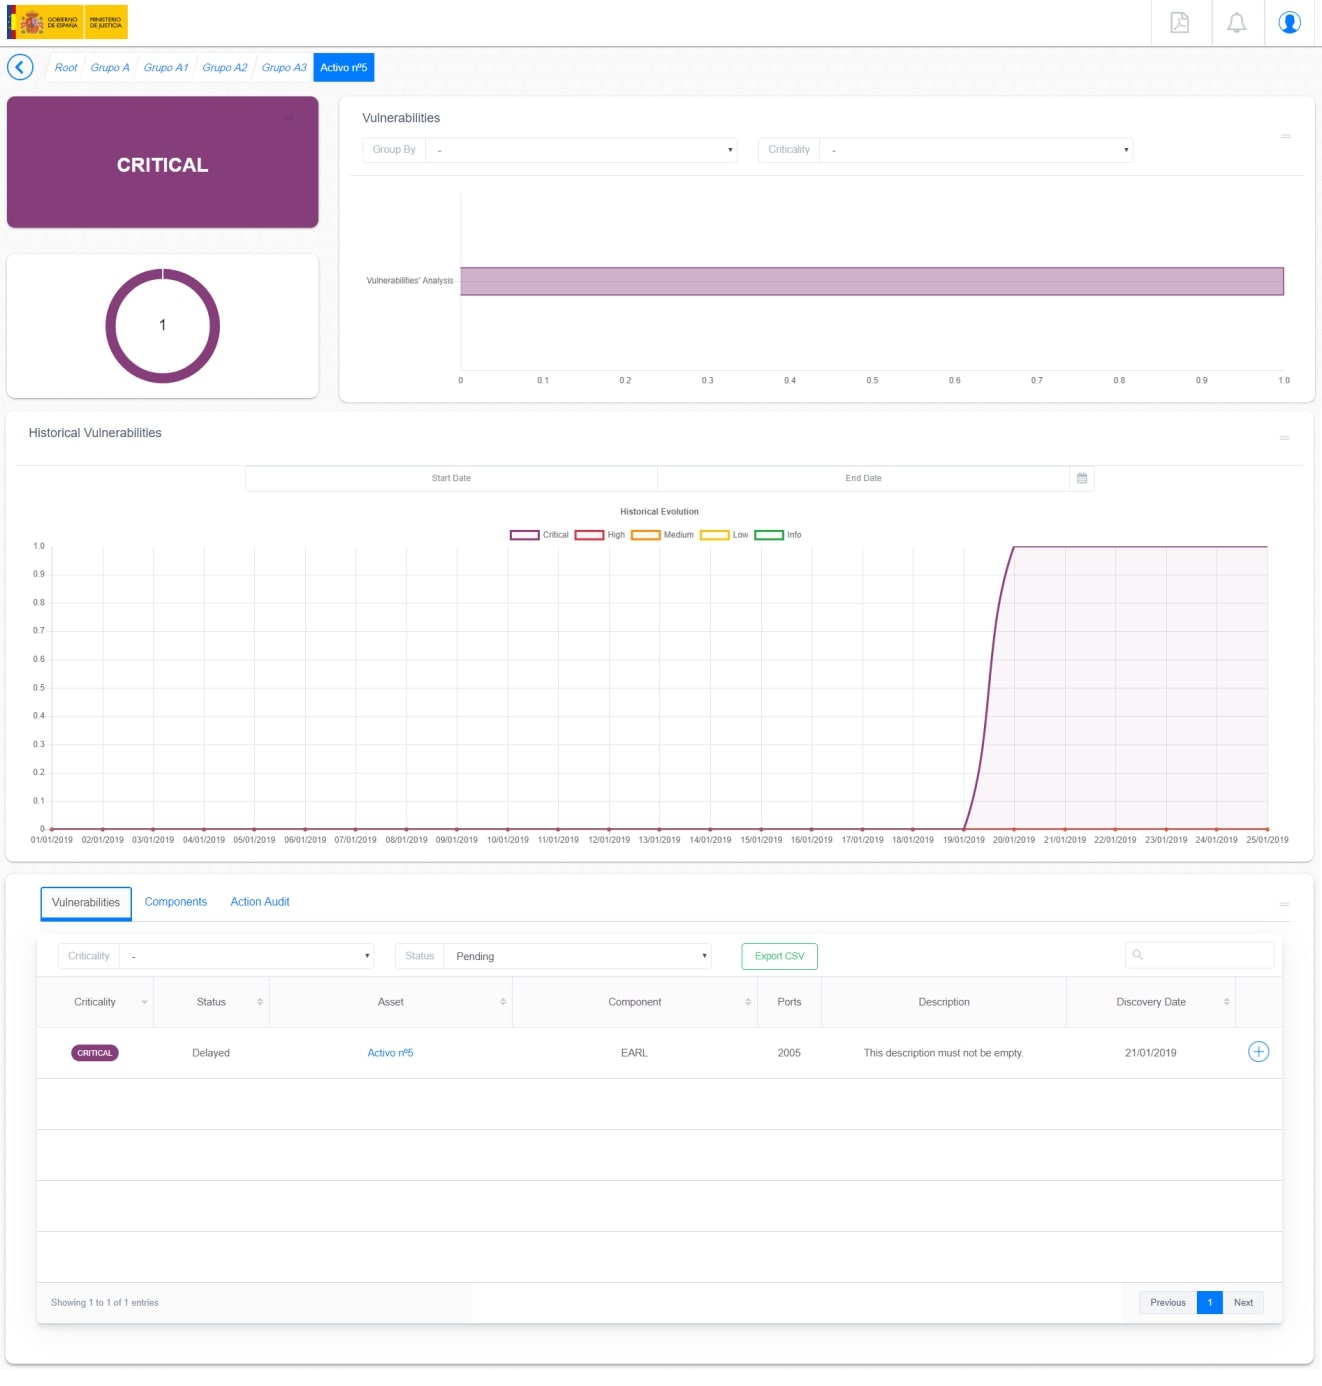 GOBIERNO DE ESPAÑA
MINISTERIO DE JUSTICIA
Root Grupo A Grupo A1 Grupo A2 Grupo A3 Activo nº5
CRITICAL
1
Vulnerabilities
Group By - Criticality -
Vulnerabilities' Analysis
0 0.1 0.2 0.3 0.4 0.5 0.6 0.7 0.8 0.9 1.0
Historical Vulnerabilities
Start Date End Date
Historical Evolution
Critical High Medium Low Info
1.0
0.9
0.8
0.7
0.6
0.5
0.4
0.3
0.2
0.1
0
01/01/2019 02/01/2019 03/01/2019 04/01/2019 05/01/2019 06/01/2019 07/01/2019 08/01/2019 09/01/2019 10/01/2019 11/01/2019 12/01/2019 13/01/2019 14/01/2019 15/01/2019 16/01/2019 17/01/2019 18/01/2019 19/01/2019 20/01/2019 21/01/2019 22/01/2019 23/01/2019 24/01/2019 25/01/2019
Vulnerabilities Components Action Audit
Criticality - Status Pending Export CSV
Criticality Status Asset Component Ports Description Discovery Date
CRITICAL Delayed Activo nº5 EARL 2005 This description must not be empty. 21/01/2019
Showing 1 to 1 of 1 entries
Previous 1 Next